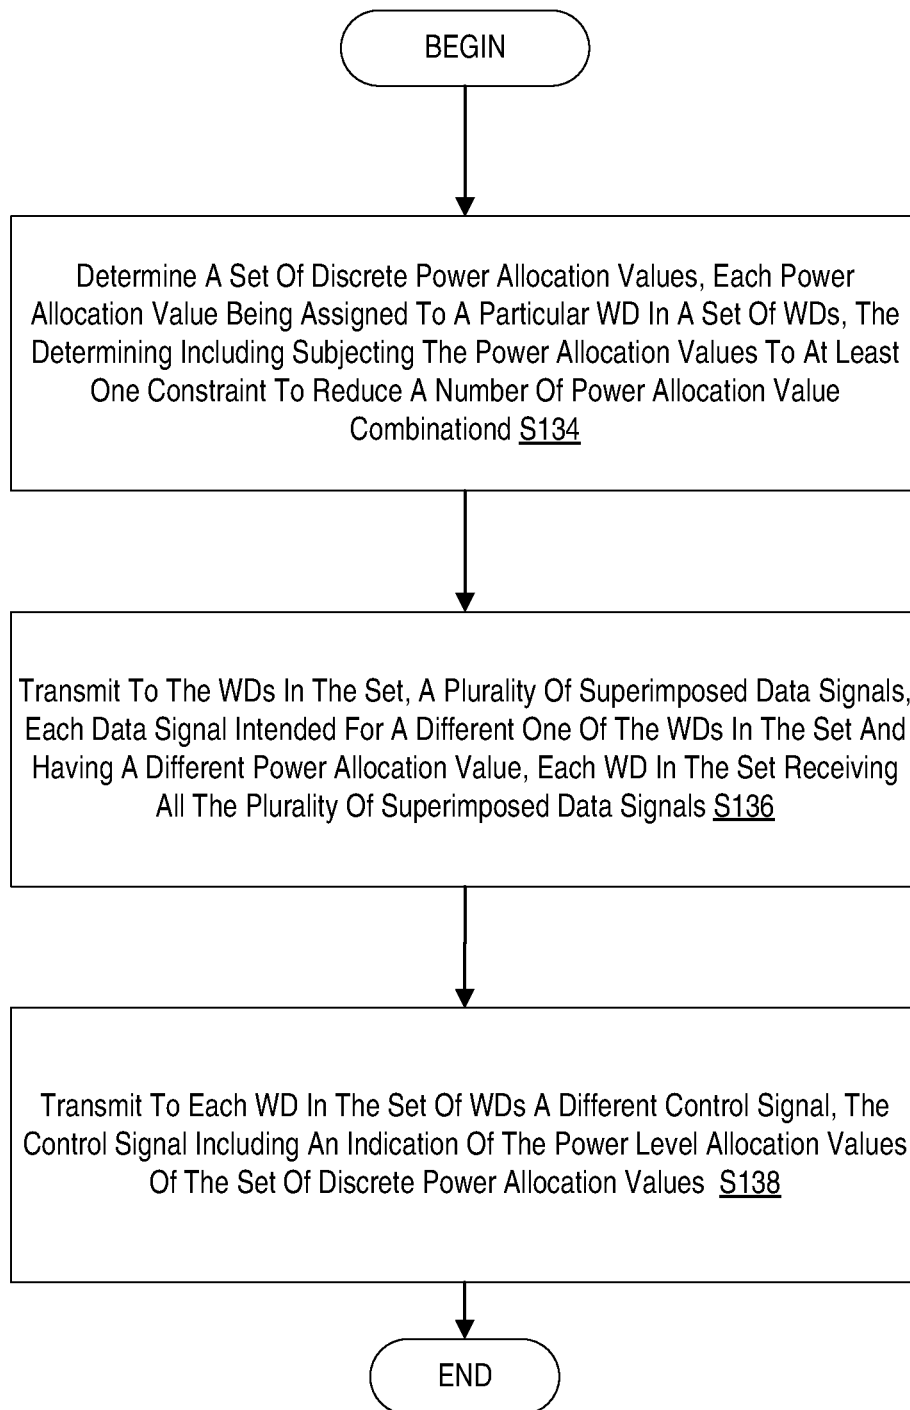 BEGIN
Determine A Set Of Discrete Power Allocation Values, Each Power
Allocation Value Being Assigned To A Particular WD In A Set Of WDs, The
Determining Including Subjecting The Power Allocation Values To At Least
One Constraint To Reduce A Number Of Power Allocation Value
Combinationd S134
Transmit To The WDs In The Set, A Plurality Of Superimposed Data Signals,
Each Data Signal Intended For A Different One Of The WDs In The Set And
Having A Different Power Allocation Value, Each WD In The Set Receiving
All The Plurality Of Superimposed Data Signals S136
Transmit To Each WD In The Set Of WDs A Different Control Signal, The
Control Signal Including An Indication Of The Power Level Allocation Values
Of The Set Of Discrete Power Allocation Values S138
END